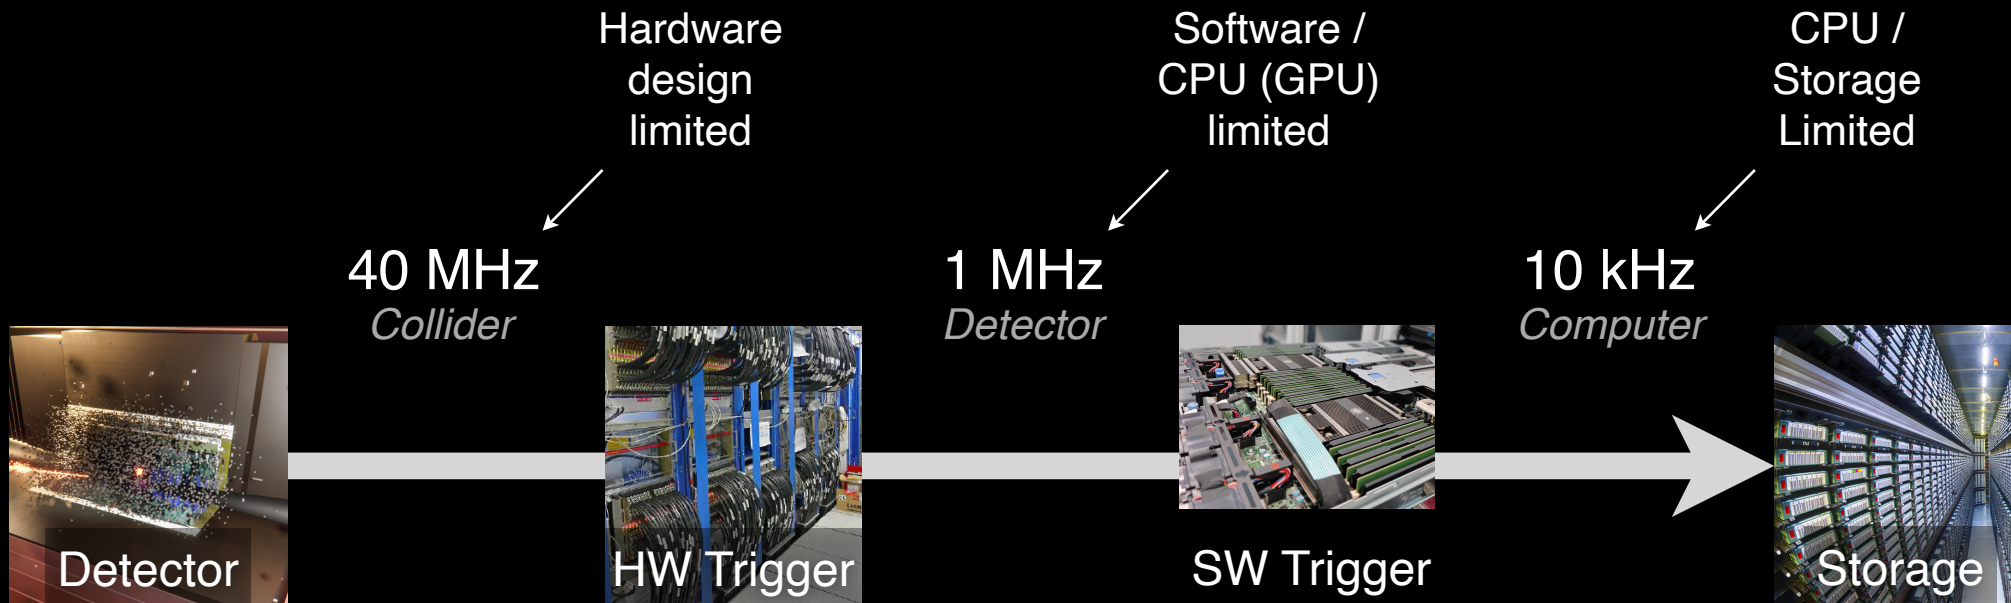 Hardware
design
limited
Software /
CPU (GPU)
limited
CPU /
Storage
Limited
40 MHz
Collider
1 MHz
Detector
10 kHz
Computer
Detector
HW Trigger
SW Trigger
Storage